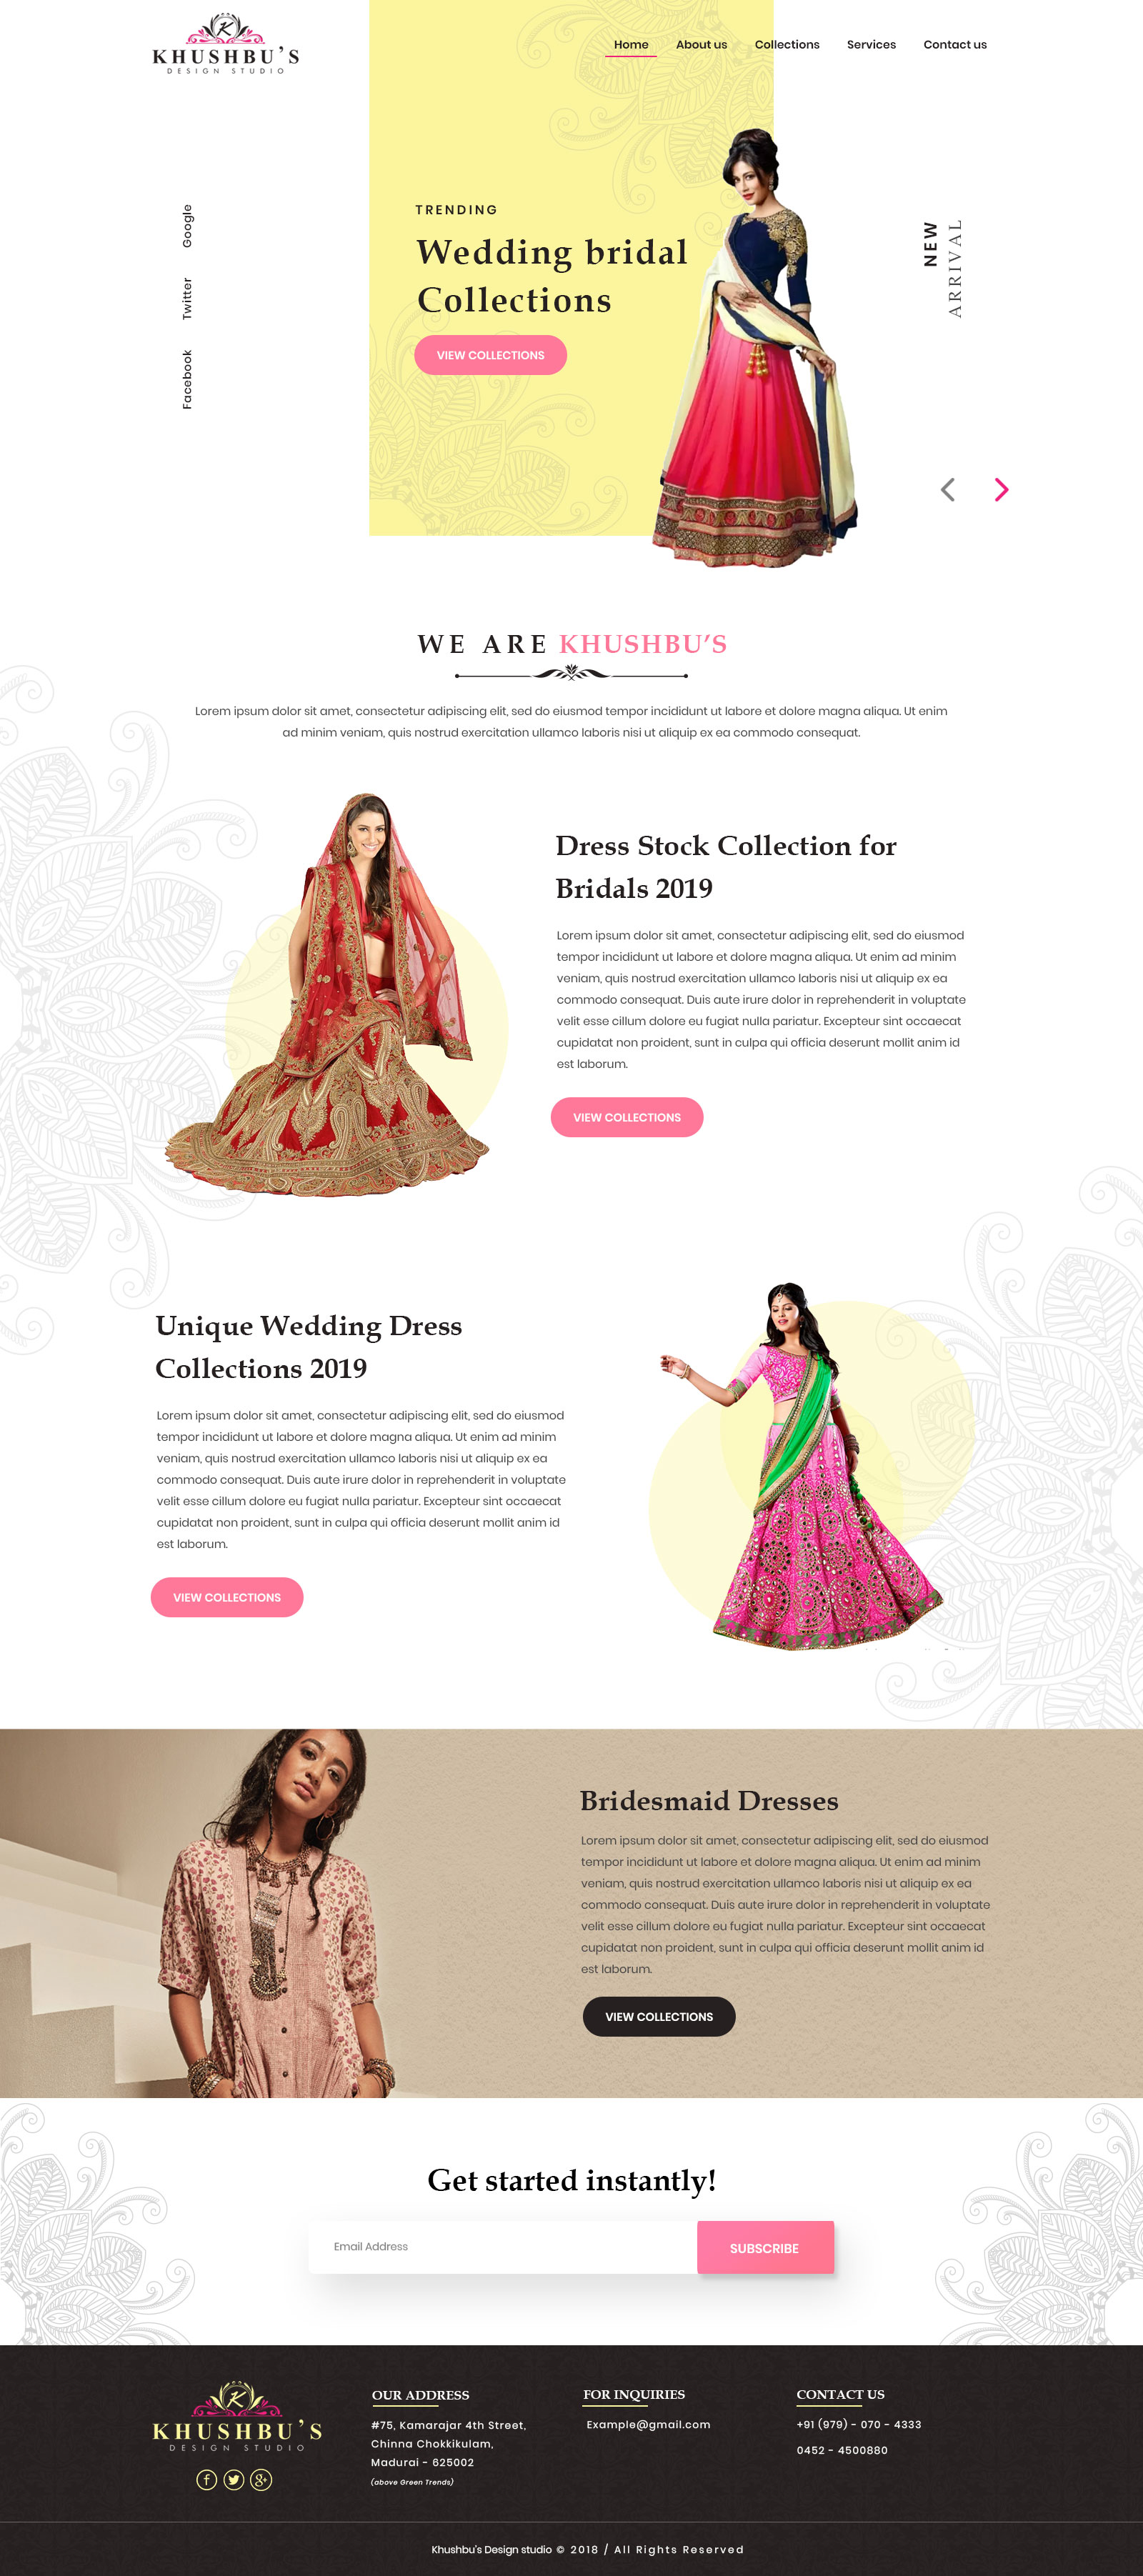 KHUSHBU'S
DESIGN STUDIO
Home
About us
Collections
Services
Contact us
Google
Twitter
Facebook
TRENDING
Wedding bridal
Collections
VIEW COLLECTIONS
NEW
ARRIVAL
WE ARE KHUSHBU'S
Lorem ipsum dolor sit amet, consectetur adipiscing elit, sed do eiusmod tempor incididunt ut labore et dolore magna aliqua. Ut enim
ad minim veniam, quis nostrud exercitation ullamco laboris nisi ut aliquip ex ea commodo consequat.
Dress Stock Collection for
Bridals 2019
Lorem ipsum dolor sit amet, consectetur adipiscing elit, sed do eiusmod
tempor incididunt ut labore et dolore magna aliqua. Ut enim ad minim
veniam, quis nostrud exercitation ullamco laboris nisi ut aliquip ex ea
commodo consequat. Duis aute irure dolor in reprehenderit in voluptate
velit esse cillum dolore eu fugiat nulla pariatur. Excepteur sint occaecat
cupidatat non proident, sunt in culpa qui officia deserunt mollit anim id
est laborum.
VIEW COLLECTIONS
Unique Wedding Dress
Collections 2019
Lorem ipsum dolor sit amet, consectetur adipiscing elit, sed do eiusmod
tempor incididunt ut labore et dolore magna aliqua. Ut enim ad minim
veniam, quis nostrud exercitation ullamco laboris nisi ut aliquip ex ea
commodo consequat. Duis aute irure dolor in reprehenderit in voluptate
velit esse cillum dolore eu fugiat nulla pariatur. Excepteur sint occaecat
cupidatat non proident, sunt in culpa qui officia deserunt mollit anim id
est laborum.
VIEW COLLECTIONS
Bridesmaid Dresses
Lorem ipsum dolor sit amet, consectetur adipiscing elit, sed do eiusmod
tempor incididunt ut labore et dolore magna aliqua. Ut enim ad minim
veniam, quis nostrud exercitation ullamco laboris nisi ut aliquip ex ea
commodo consequat. Duis aute irure dolor in reprehenderit in voluptate
velit esse cillum dolore eu fugiat nulla pariatur. Excepteur sint occaecat
cupidatat non proident, sunt in culpa qui officia deserunt mollit anim id
est laborum.
VIEW COLLECTIONS
Get started instantly!
Email Address
SUBSCRIBE
K
KHUSHBU'S
DESIGN STUDIO
OUR ADDRESS
#75, Kamarajar 4th Street,
Chinna Chokkikulam,
Madurai - 625002
(above Green Trends)
FOR INQUIRIES
Example@gmail.com
CONTACT US
+91 (979) - 070 - 4333
0452 - 4500880
Khushbu's Design studio © 2018 / All Rights Reserved